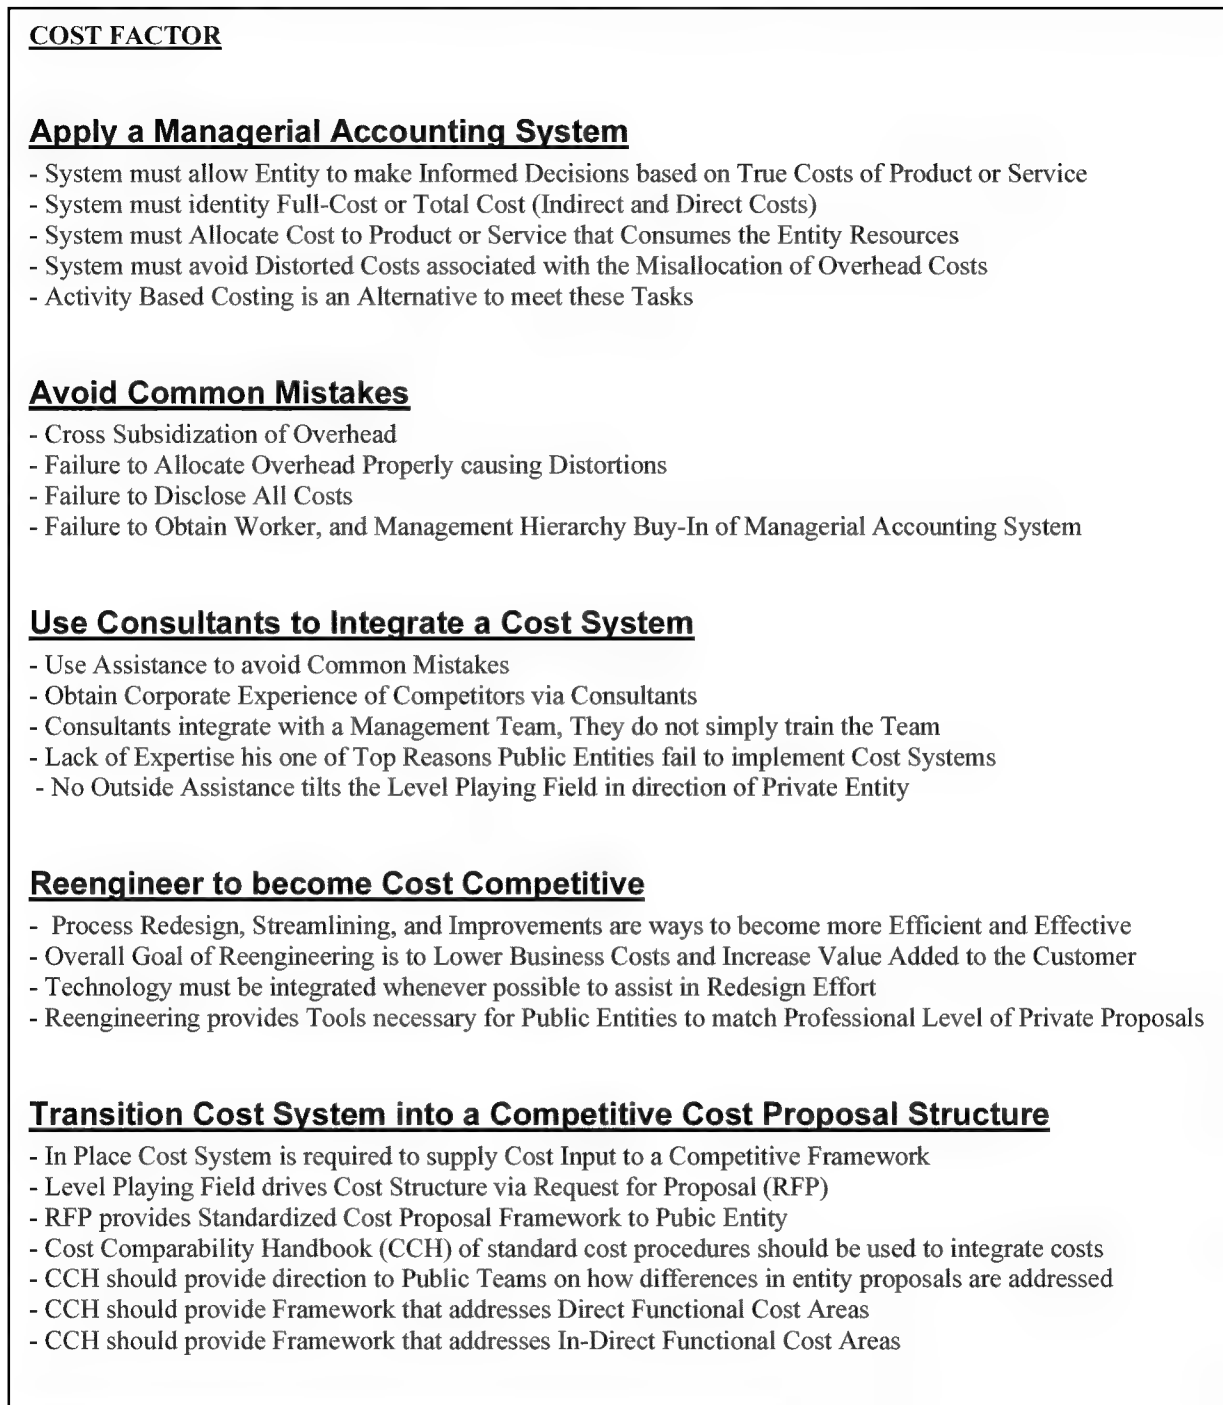 COST FACTOR
Apply a Managerial Accounting System
- System must allow Entity to make Informed Decisions based on True Costs of Product or Service
- System must identity Full-Cost or Total Cost (Indirect and Direct Costs)
- System must Allocate Cost to Product or Service that Consumes the Entity Resources
- System must avoid Distorted Costs associated with the Misallocation of Overhead Costs
- Activity Based Costing is an Alternative to meet these Tasks
Avoid Common Mistakes
- Cross Subsidization of Overhead
- Failure to Allocate Overhead Properly causing Distortions
- Failure to Disclose All Costs
- Failure to Obtain Worker, and Management Hierarchy Buy-In of Managerial Accounting System
Use Consultants to Integrate a Cost System
- Use Assistance to avoid Common Mistakes
- Obtain Corporate Experience of Competitors via Consultants
- Consultants integrate with a Management Team, They do not simply train the Team
- Lack of Expertise his one of Top Reasons Public Entities fail to implement Cost Systems
- No Outside Assistance tilts the Level Playing Field in direction of Private Entity
Reengineer to become Cost Competitive
- Process Redesign, Streamlining, and Improvements are ways to become more Efficient and Effective
- Overall Goal of Reengineering is to Lower Business Costs and Increase Value Added to the Customer
- Technology must be integrated whenever possible to assist in Redesign Effort
- Reengineering provides Tools necessary for Public Entities to match Professional Level of Private Proposals
Transition Cost System into a Competitive Cost Proposal Structure
- In Place Cost System is required to supply Cost Input to a Competitive Framework
- Level Playing Field drives Cost Structure via Request for Proposal (RFP)
- RFP provides Standardized Cost Proposal Framework to Pubic Entity
- Cost Comparability Handbook (CCH) of standard cost procedures should be used to integrate costs
- CCH should provide direction to Public Teams on how differences in entity proposals are addressed
- CCH should provide Framework that addresses Direct Functional Cost Areas
- CCH should provide Framework that addresses In-Direct Functional Cost Areas